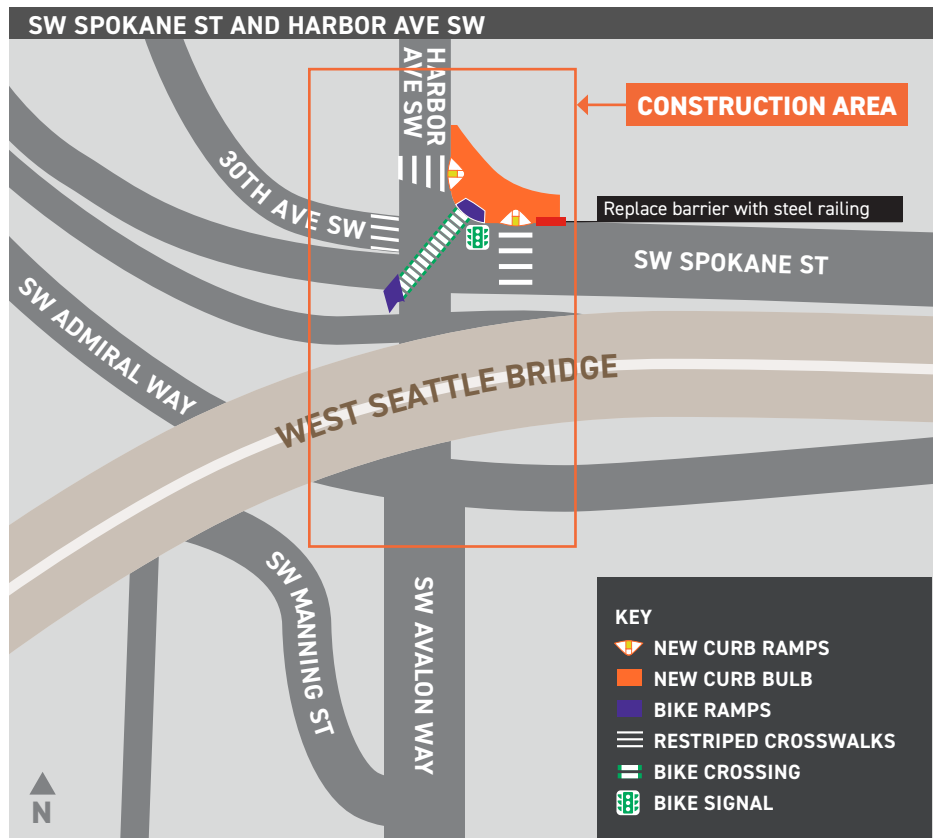 SW SPOKANE ST AND HARBOR AVE SW
HARBOR
AVE SW
CONSTRUCTION AREA
30TH AVE SW
Replace barrier with steel railing
SW SPOKANE ST
SW ADMIRAL WAY
WEST SEATTLE BRIDGE
SW MANNING ST
SW AVALON WAY
KEY
NEW CURB RAMPS
NEW CURB BULB
BIKE RAMPS
RESTRIPED CROSSWALKS
BIKE CROSSING
BIKE SIGNAL
N